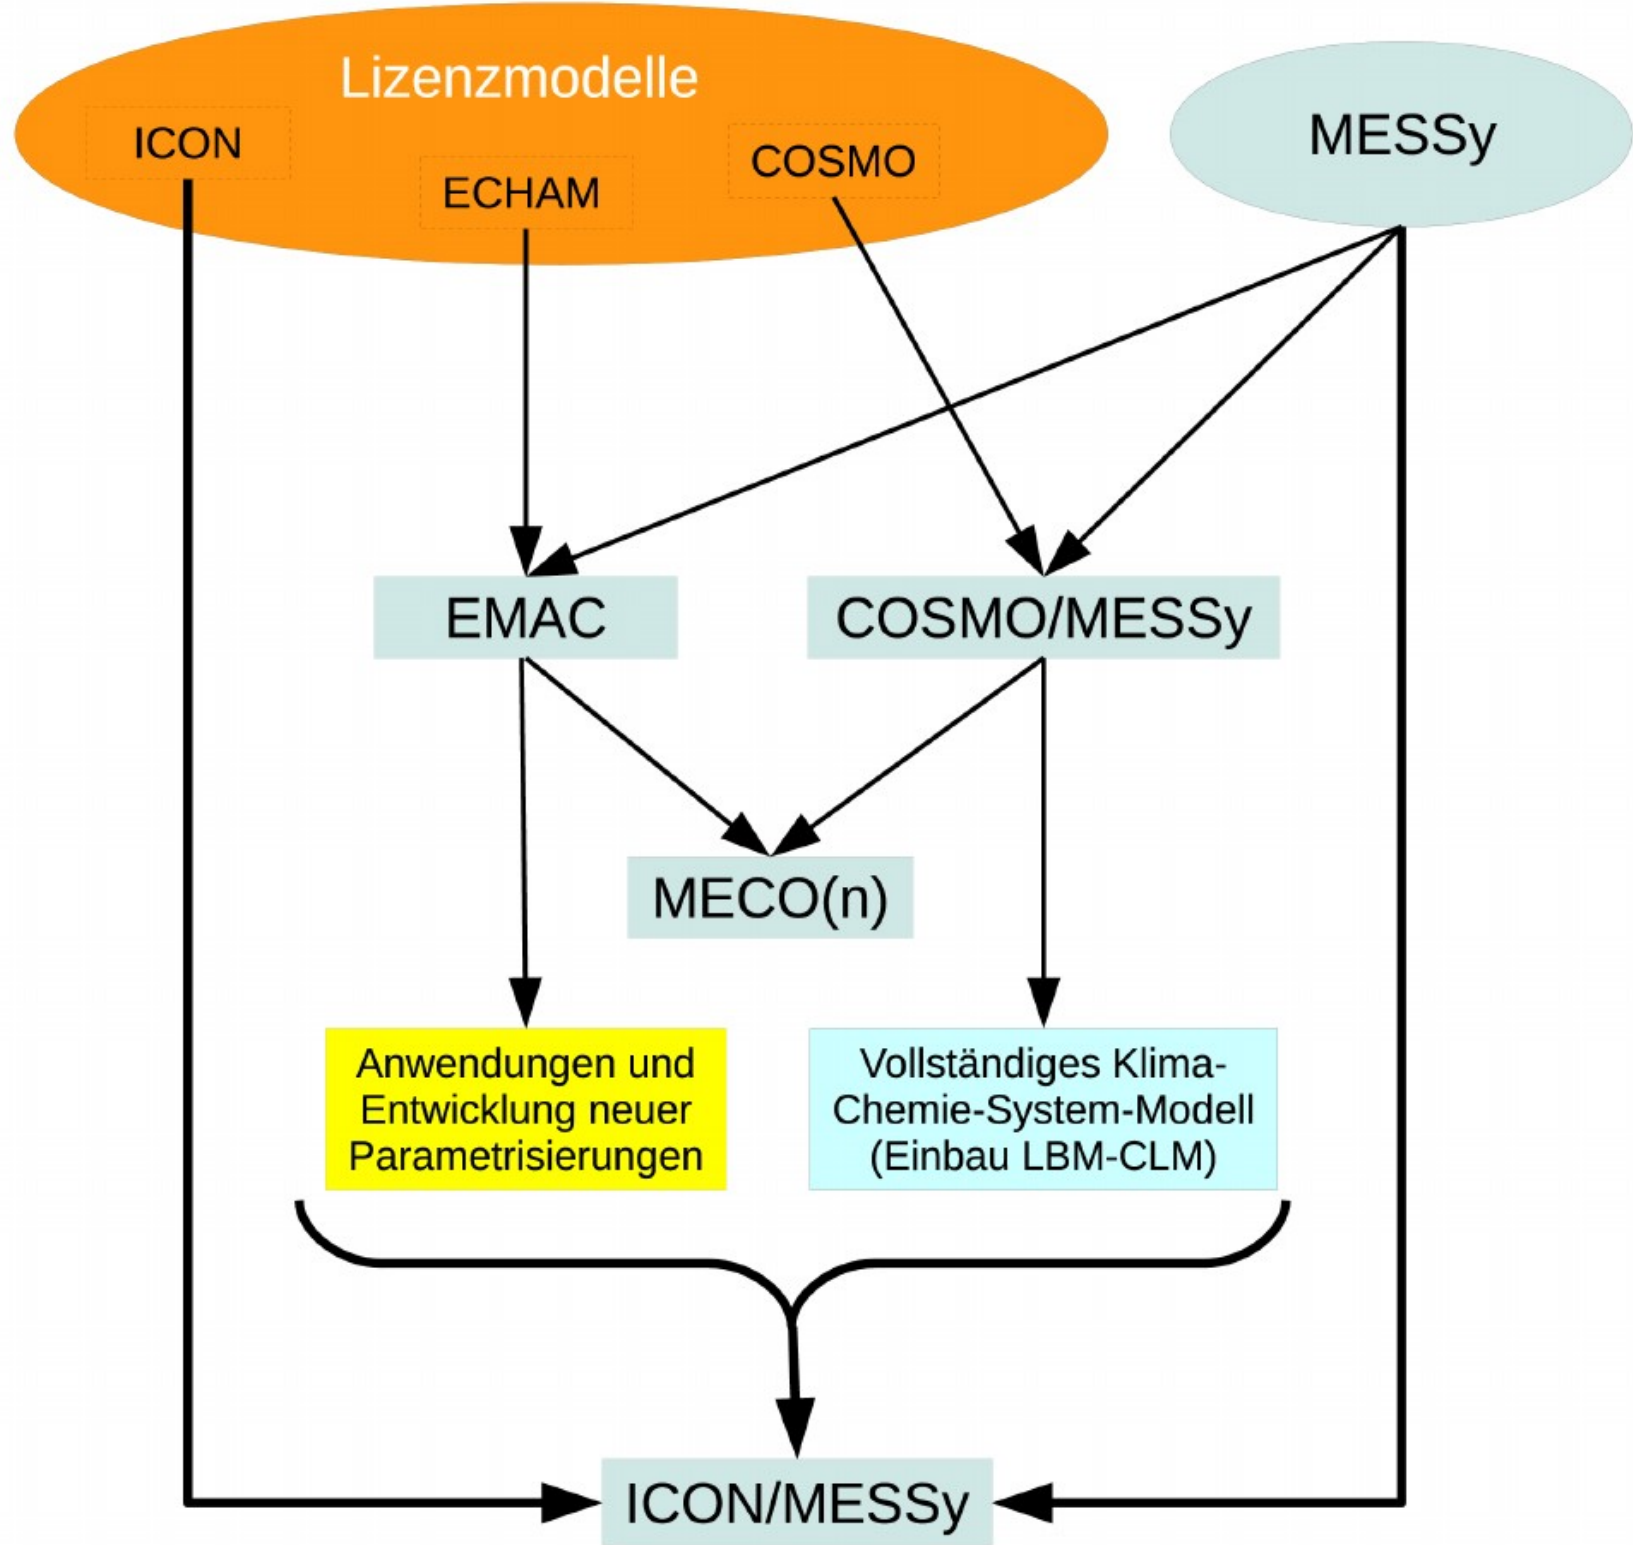 Lizenzmodelle
ICON
ECHAM
COSMO
MESSy
EMAC
COSMO/MESSy
MECO(n)
Anwendungen und
Entwicklung neuer
Parametrisierungen
Vollständiges Klima-
Chemie-System-Modell
(Einbau LBM-CLM)
ICON/MESSy